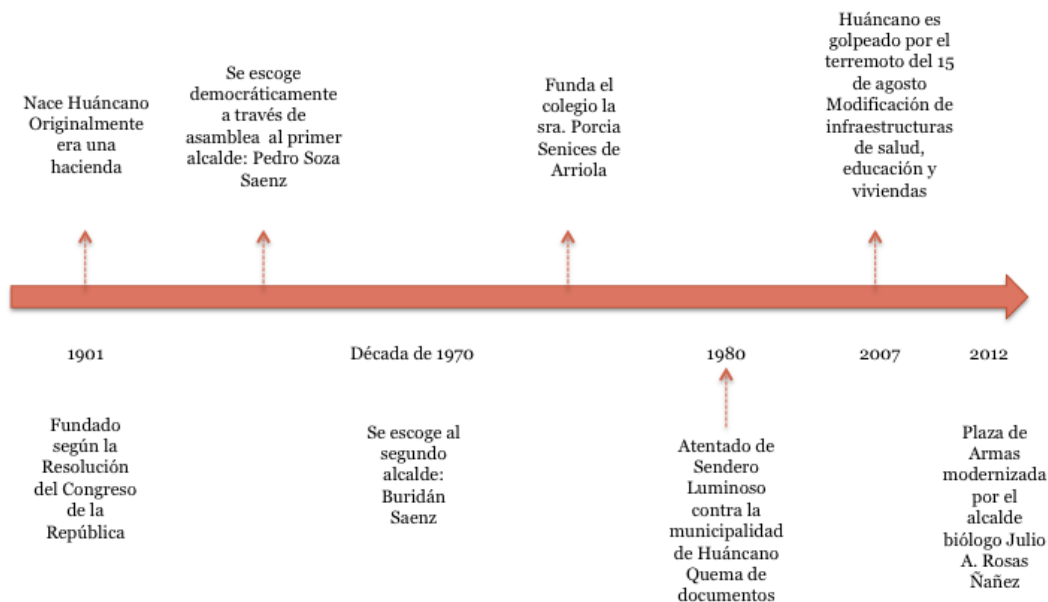 Nace Huáncano
Originalmente
era una
hacienda
Se escoge
democráticamente
a través de
asamblea al primer
alcalde: Pedro Soza
Saenz
Funda el
colegio la
sra. Porcia
Senices de
Arriola
Huáncano es
golpeado por el
terremoto del 15
de agosto
Modificación de
infraestructuras
de salud,
educación y
viviendas
1901
Década de 1970
1980
2007
2012
Fundado
según la
Resolución
del Congreso
de la
República
Se escoge al
segundo
alcalde:
Buridán
Saenz
Atentado de
Sendero
Luminoso
contra la
municipalidad
de Huáncano
Quema de
documentos
Plaza de
Armas
modernizada
por el
alcalde
biólogo Julio
A. Rosas
Ñañez